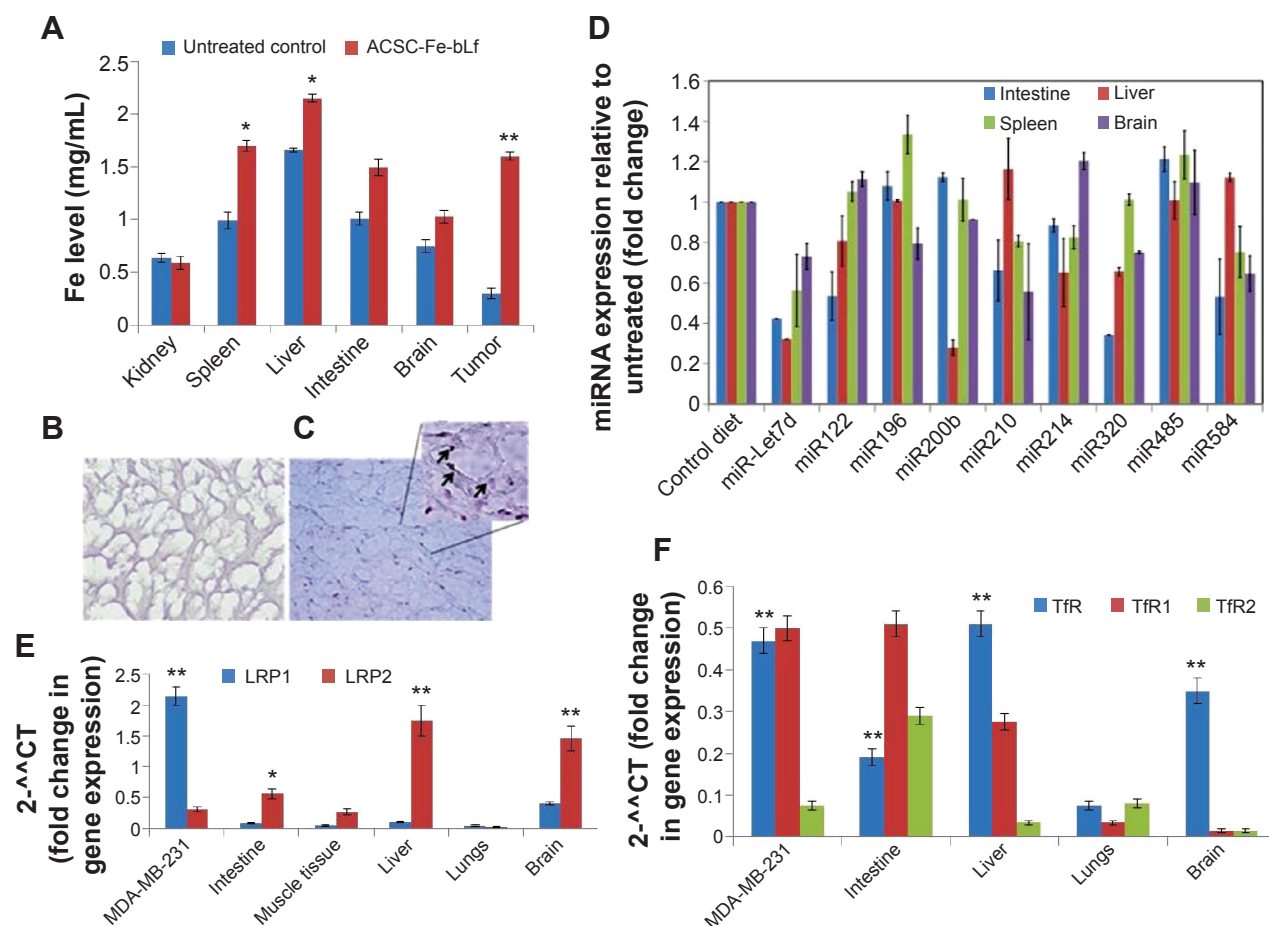 A
Untreated control
ACSC-Fe-bLf
Fe level (mg/mL)
2.5
2
1.5
1
0.5
0
*
*
**
Kidney
Spleen
Liver
Intestine
Brain
Tumor
B
C
D
miRNA expression relative to
untreated (fold change)
1.6
1.4
1.2
1
0.8
0.6
0.4
0.2
0
Intestine
Liver
Spleen
Brain
Control diet
miR-Let7d
miR122
miR196
miR200b
miR210
miR214
miR320
miR485
miR584
E
2-^^CT
(fold change in
gene expression)
2.5
2
1.5
1
0.5
0
LRP1
LRP2
**
*
**
**
MDA-MB-231
Intestine
Muscle tissue
Liver
Lungs
Brain
F
2-^^CT (fold change
in gene expression)
0.6
0.5
0.4
0.3
0.2
0.1
0
TfR
TfR1
TfR2
**
**
**
**
MDA-MB-231
Intestine
Liver
Lungs
Brain